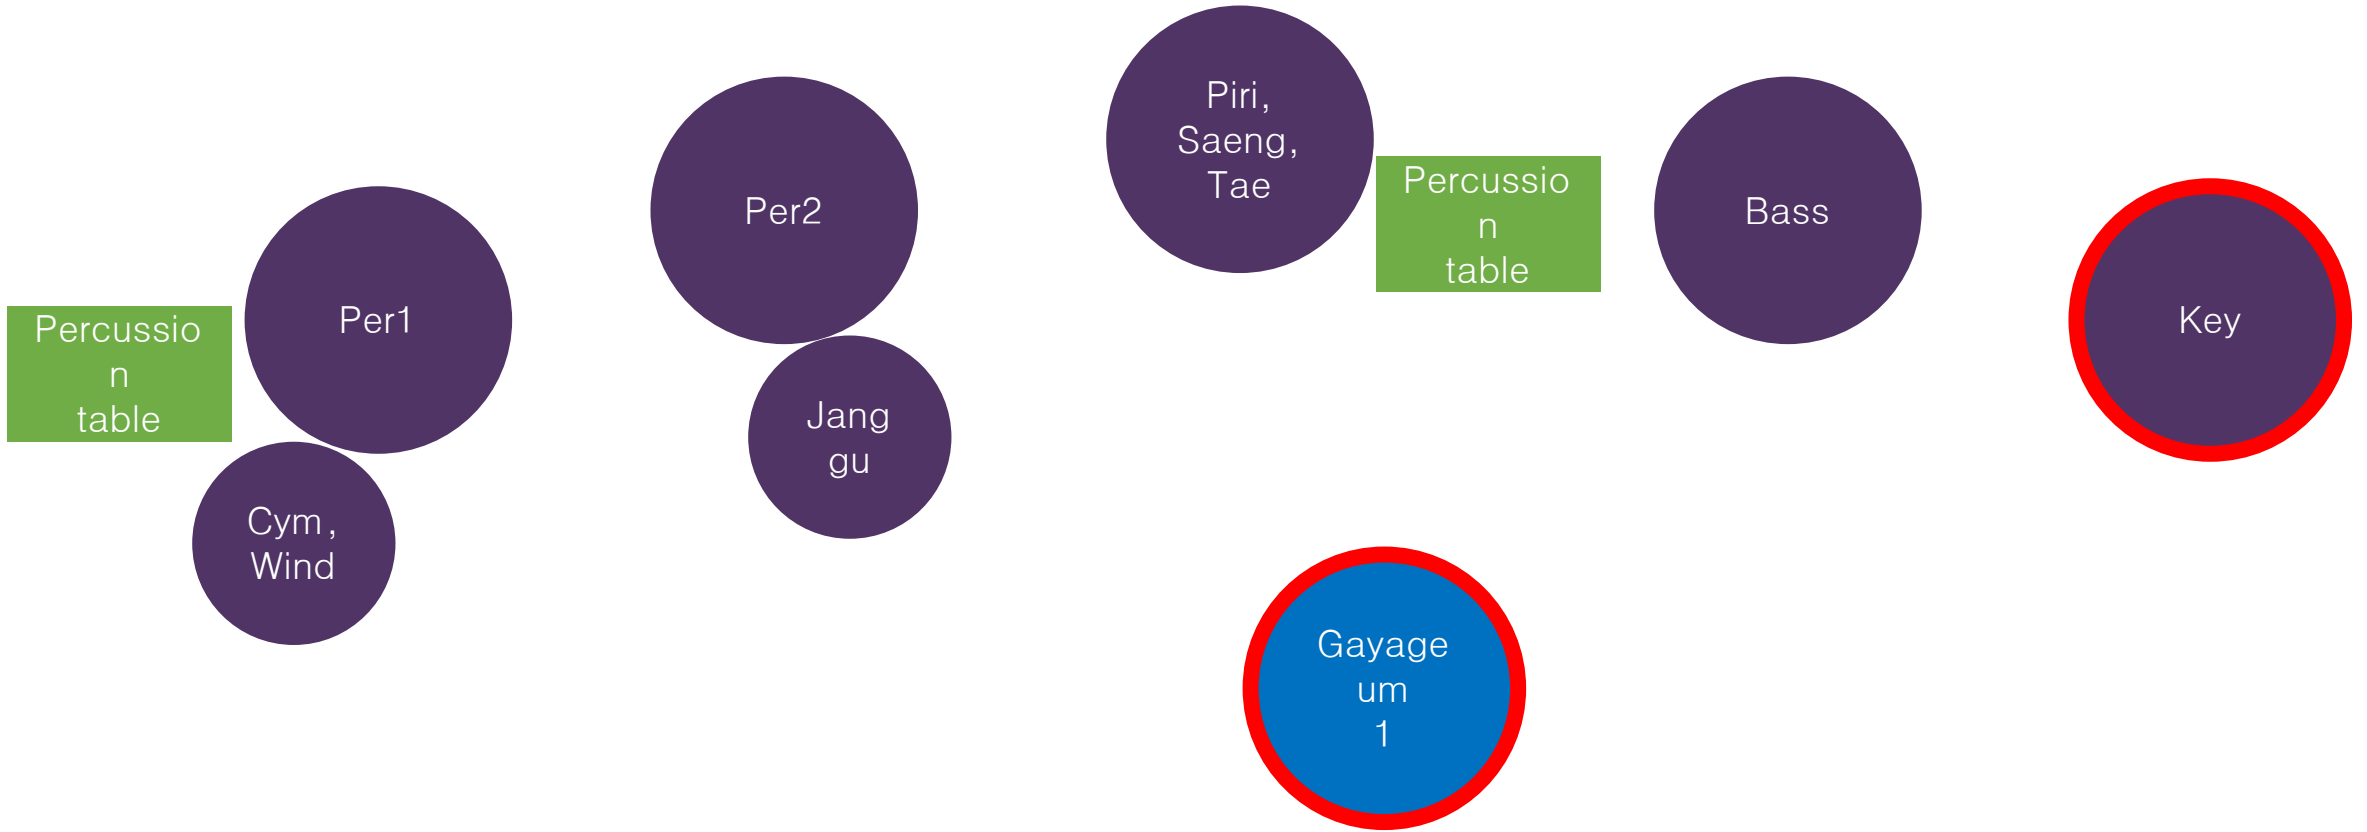 Piri,
Saeng,
Tae
Percussio
n
table
Per2
Bass
Per1
Key
Percussio
n
table
Jang
gu
Cym,
Wind
Gayage
um
1